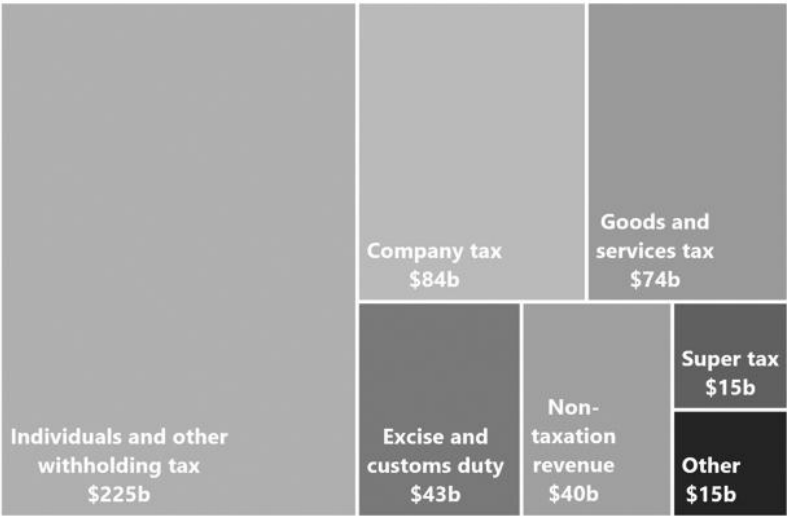 Individuals and other
withholding tax
$225b
Company tax
$84b
Goods and
services tax
$74b
Excise and
customs duty
$43b
Non-
taxation
revenue
$40b
Super tax
$15b
Other
$15b